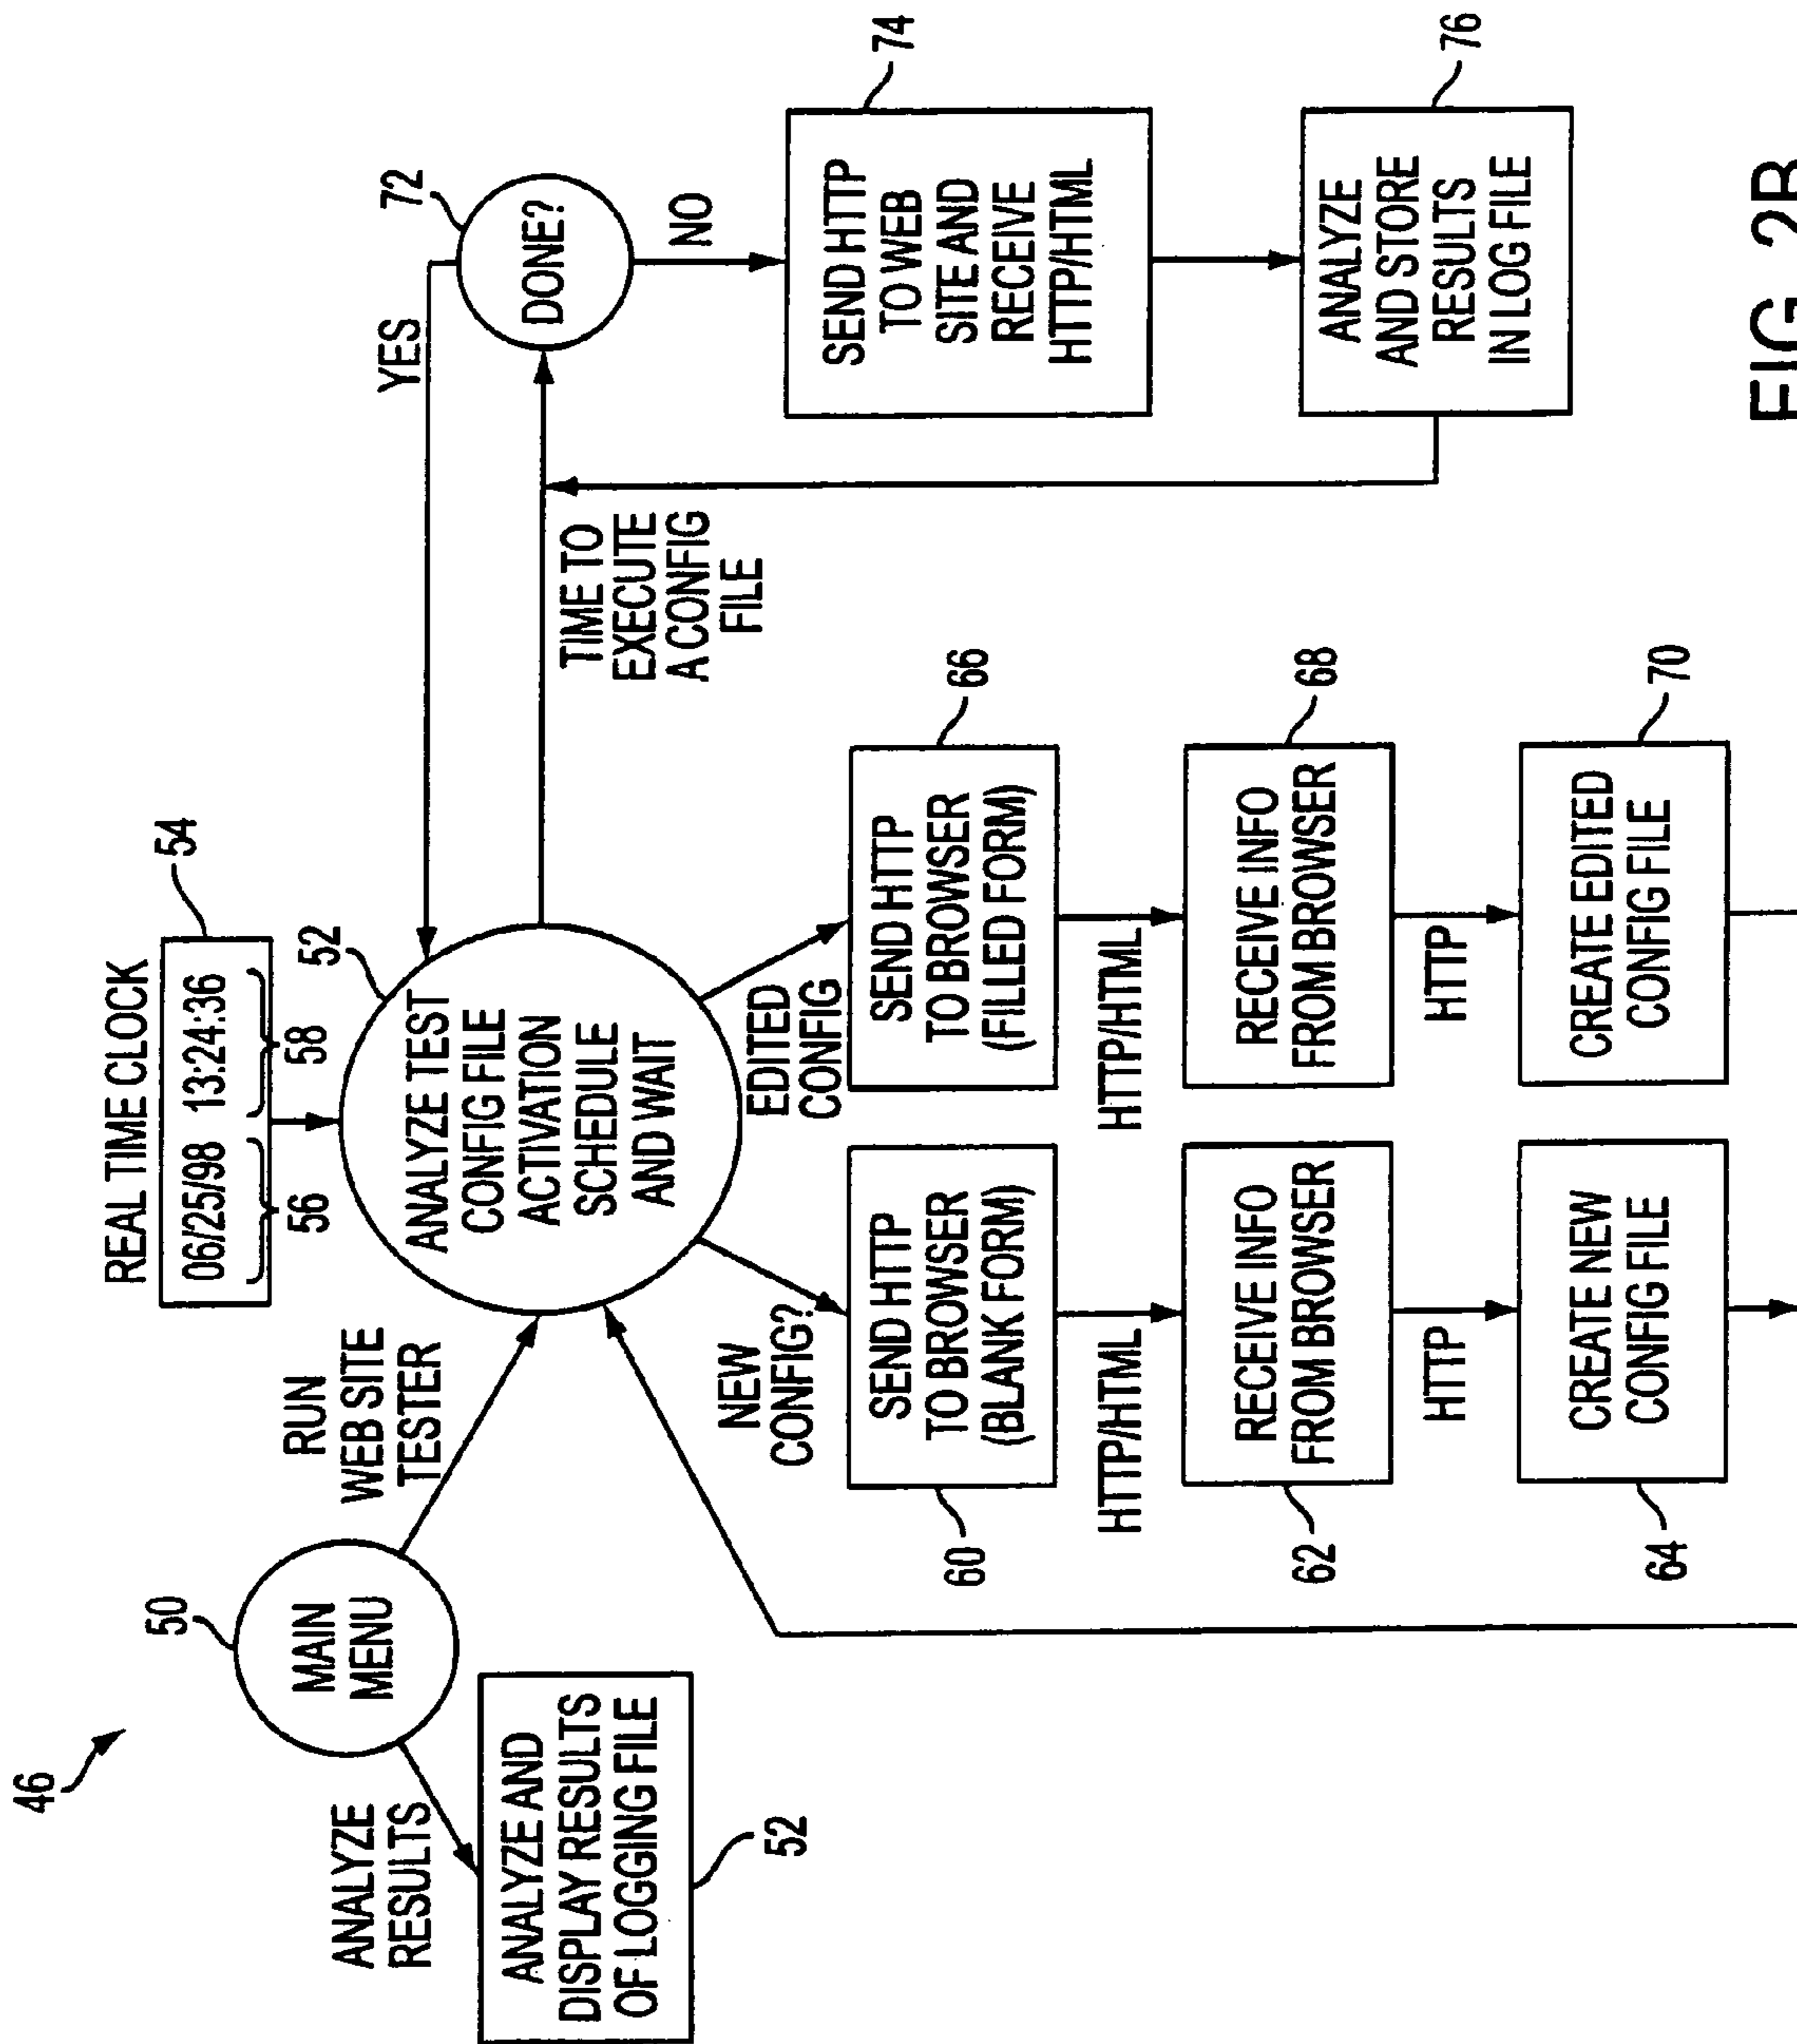 46
50
MAIN
MENU
ANALYZE
RESULTS
ANALYZE AND
DISPLAY RESULTS
OF LOGGING FILE
52
RUN
WEB SITE
TESTER
REAL TIME CLOCK
54
06/25/98 13:24:36
56
58
52
ANALYZE TEST
CONFIG FILE
ACTIVATION
SCHEDULE
AND WAIT
NEW
CONFIG?
SEND HTTP
TO BROWSER
(BLANK FORM)
60
HTTP/HTML
RECEIVE INFO
FROM BROWSER
62
HTTP
CREATE NEW
CONFIG FILE
64
EDITED
CONFIG
SEND HTTP
TO BROWSER
(FILLED FORM)
66
HTTP/HTML
RECEIVE INFO
FROM BROWSER
68
HTTP
CREATE EDITED
CONFIG FILE
70
TIME TO
EXECUTE
A CONFIG
FILE
YES
72
DONE?
NO
SEND HTTP
TO WEB
SITE AND
RECEIVE
HTTP/HTML
74
ANALYZE
AND STORE
RESULTS
IN LOG FILE
76
FIG. 2B